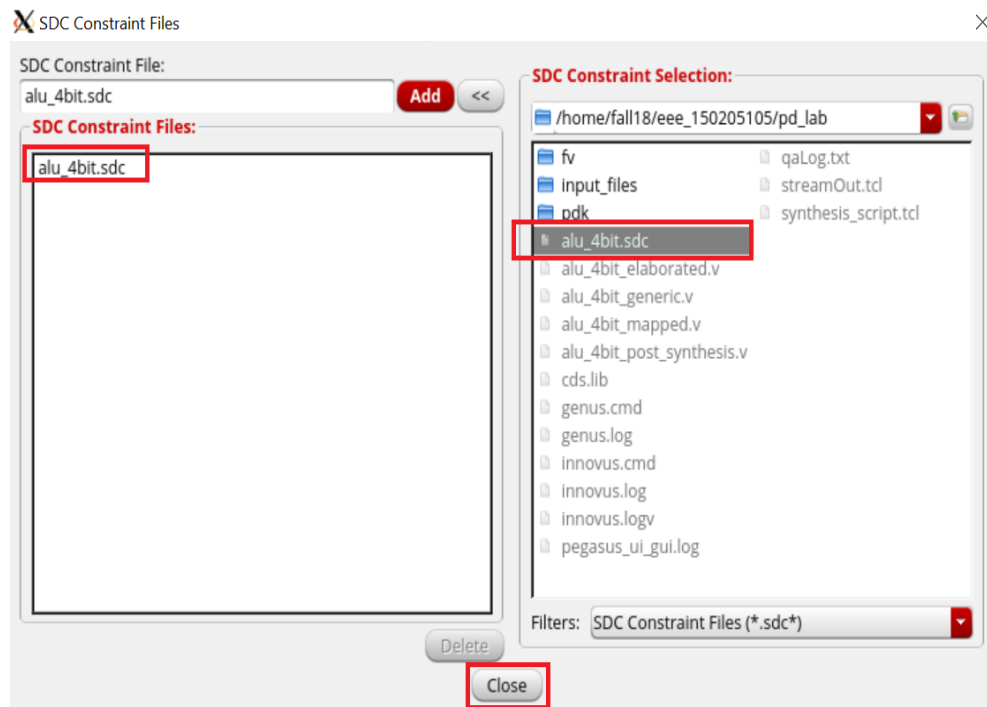 SDC Constraint Files
SDC Constraint File:
alu_4bit.sdc
Add
<<
SDC Constraint Files:
alu_4bit.sdc
Delete
SDC Constraint Selection:
/home/fall18/eee_150205105/pd_lab
fv
input_files
pdk
alu_4bit.sdc
alu_4bit_elaborated.v
alu_4bit_generic.v
alu_4bit_mapped.v
alu_4bit_post_synthesis.v
cds.lib
genus.cmd
genus.log
innovus.cmd
innovus.log
innovus.logv
pegasus_ui_gui.log
qaLog.txt
streamOut.tcl
synthesis_script.tcl
Filters: SDC Constraint Files (*.sdc*)
Close